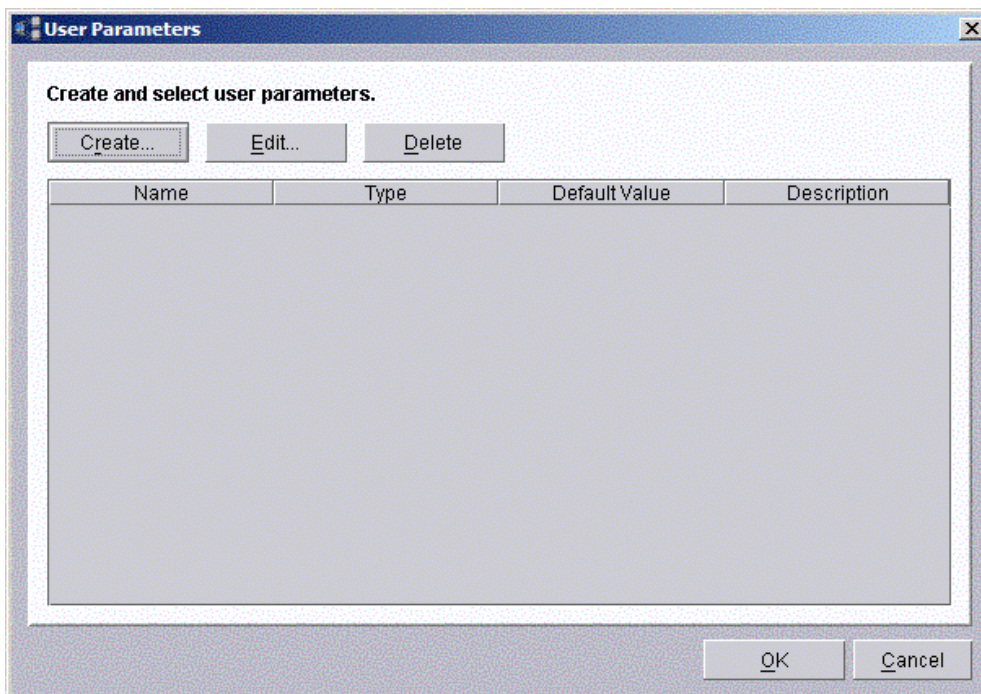 User Parameters
Create and select user parameters.
Create... Edit... Delete
Name Type Default Value Description
OK Cancel